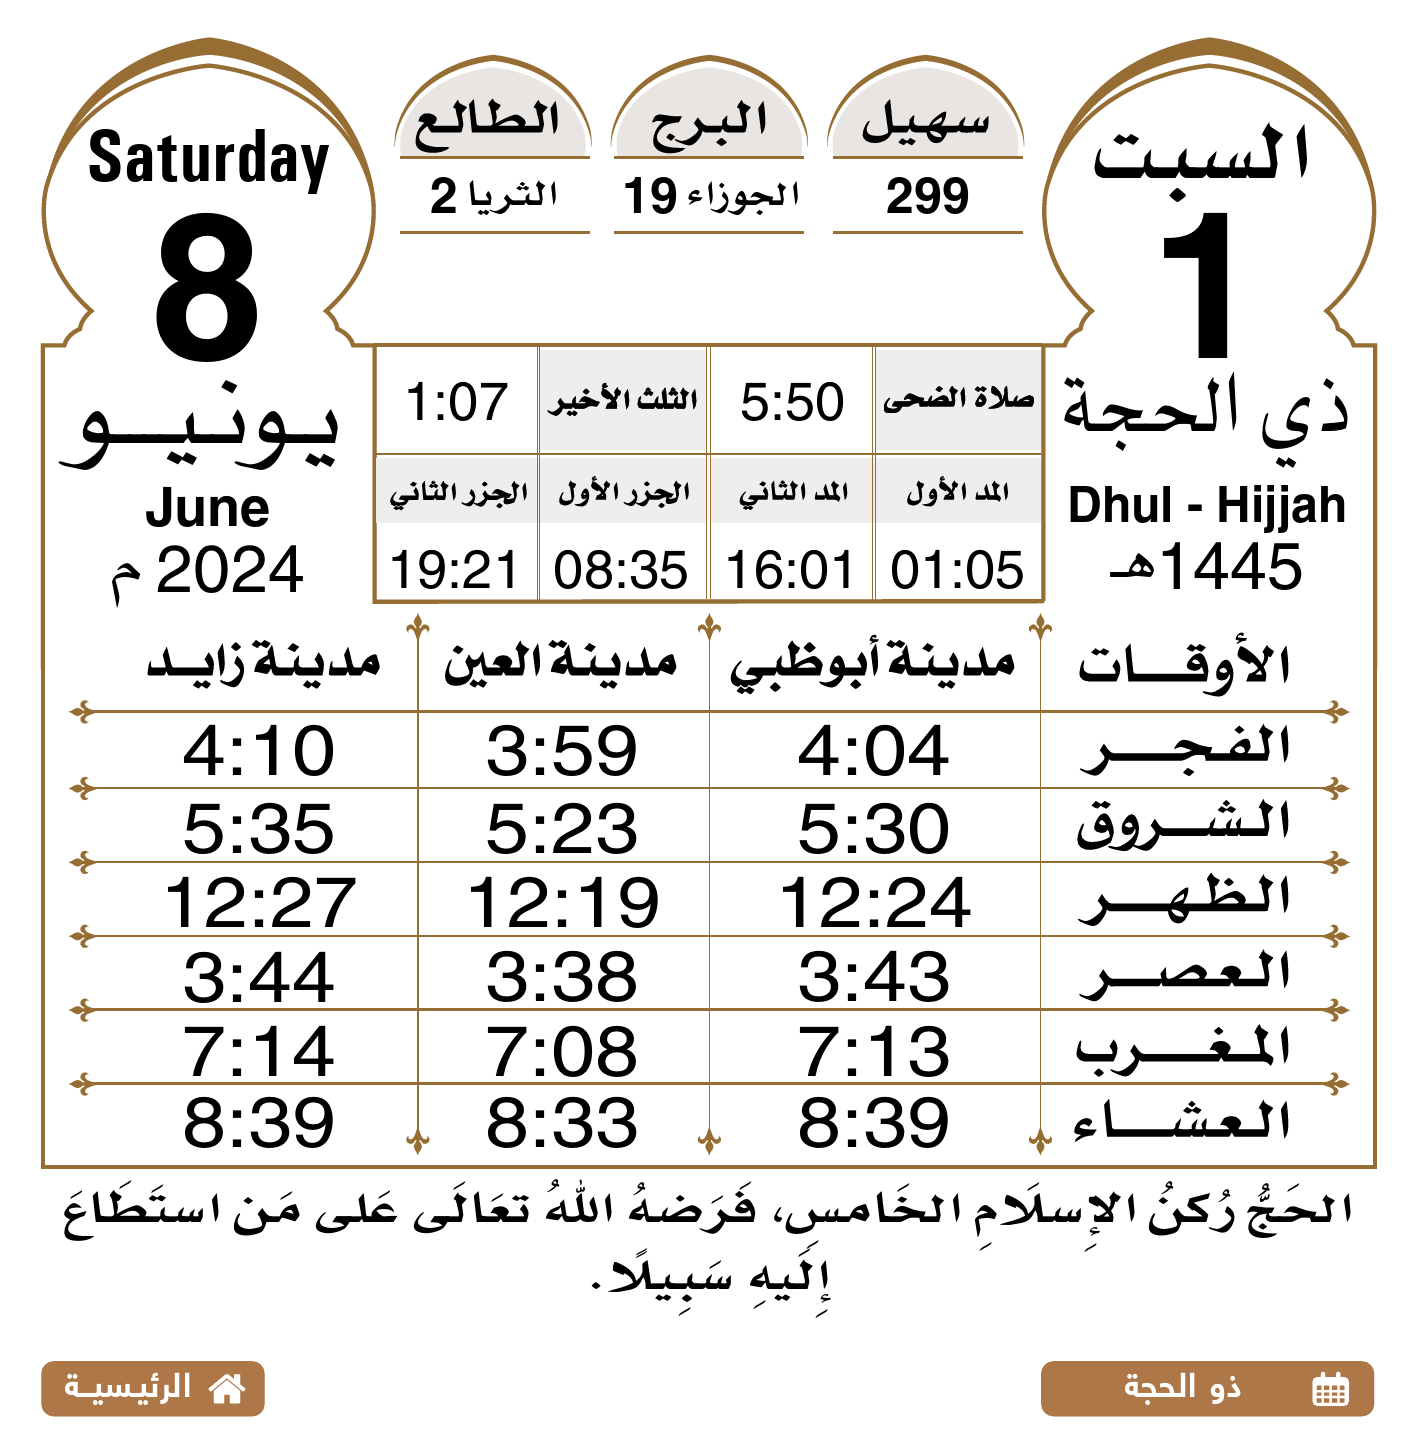 السبت
1
ذي الحجة
Dhul - Hijjah
1445هـ
سهيل البرج الطالع
299 الجوزاء 19 الثريا 2
Saturday
8
يونيو
June
2024 م
صلاة الضحى 5:50 الثلث الأخير 1:07
المد الأول المد الثاني الجزر الأول الجزر الثاني
01:05 16:01 08:35 19:21
الأوقات مدينة أبوظبي مدينة العين مدينة زايد
الفجر 4:04 3:59 4:10
الشروق 5:30 5:23 5:35
الظهر 12:24 12:19 12:27
العصر 3:43 3:38 3:44
المغرب 7:13 7:08 7:14
العشاء 8:39 8:33 8:39
الحَجُّ رُكنُ الإِسلَامِ الخَامسِ، فَرَضهُ اللهُ تعَالَى عَلى مَن استَطَاعَ
إِلَيهِ سَبِيلًا.
ذو الحجة الرئيسية